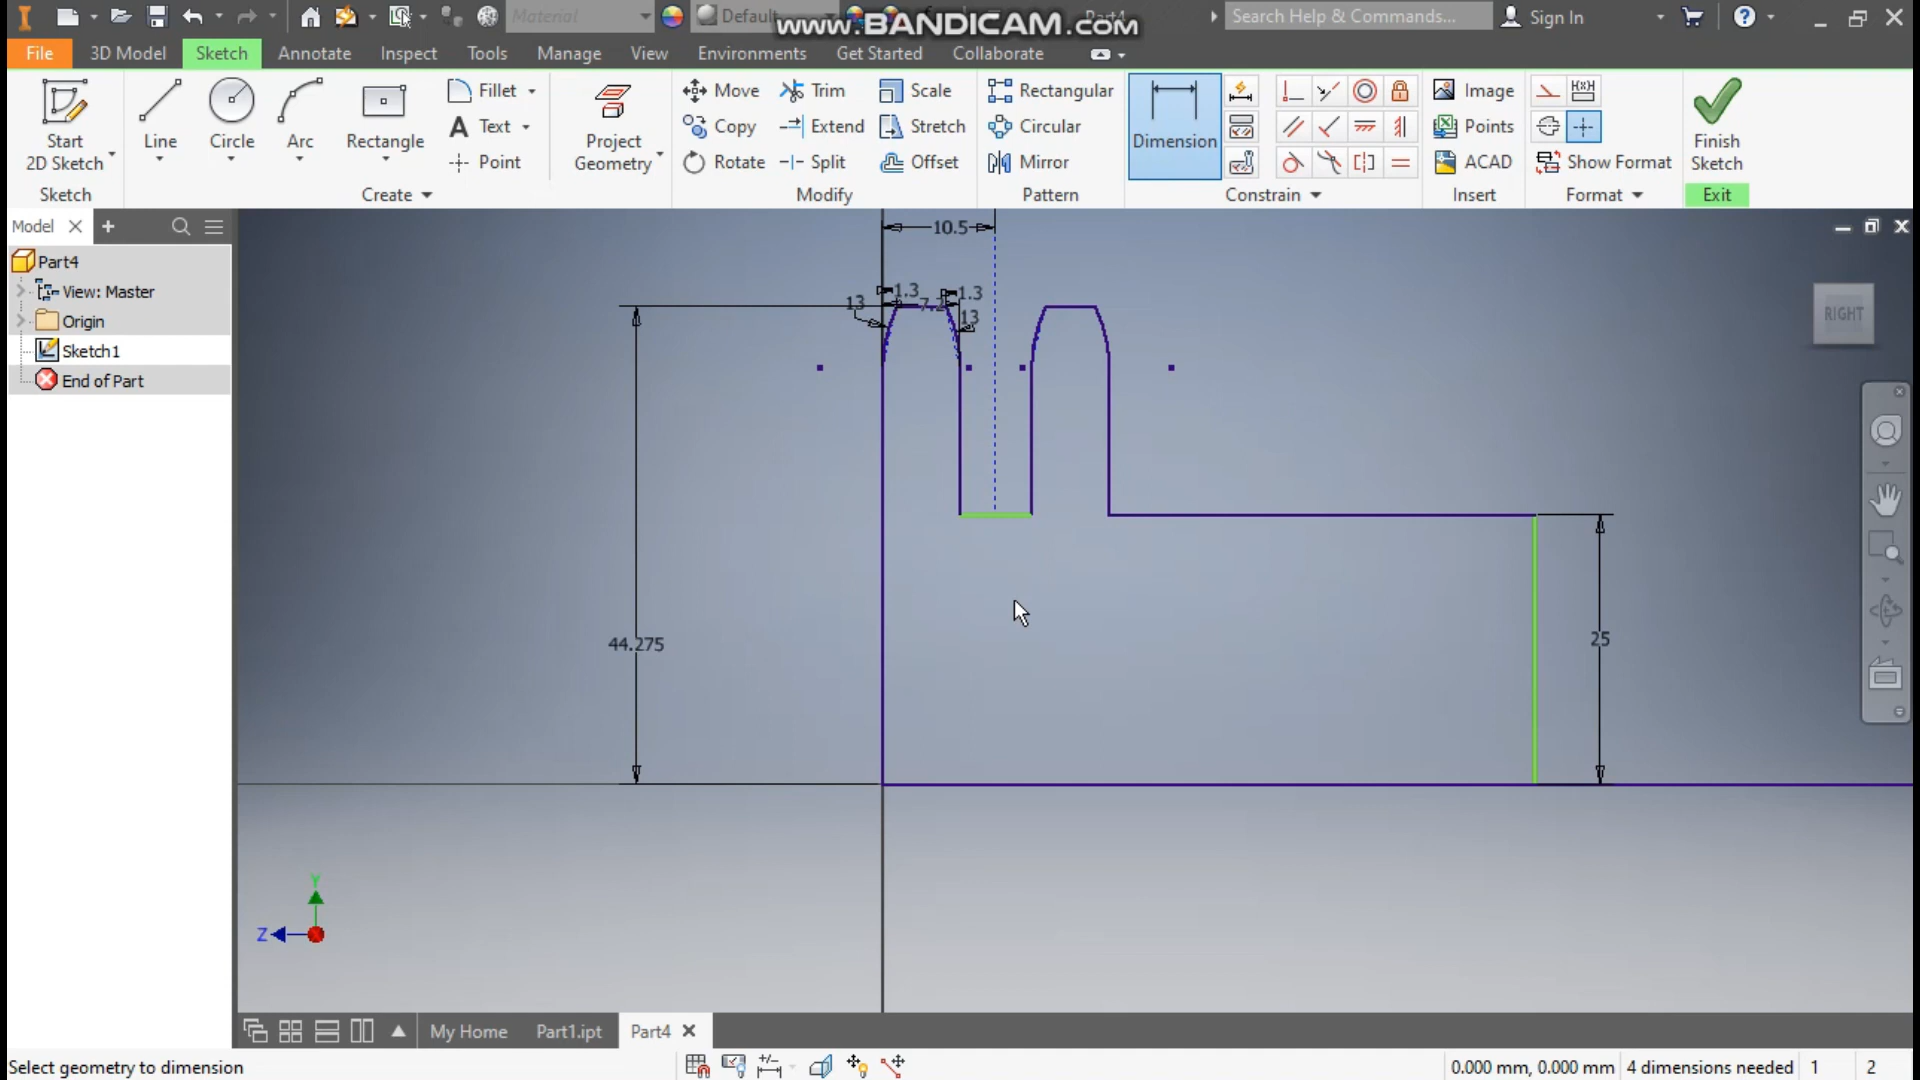 Material
Default
www.BANDICAM.com
Part4
Search Help & Commands...
Sign In
File
3D Model
Sketch
Annotate
Inspect
Tools
Manage
View
Environments
Get Started
Collaborate
Start
2D Sketch
Line
Circle
Arc
Rectangle
Fillet
Text
Point
Project
Geometry
Move
Copy
Rotate
Trim
Extend
Split
Scale
Stretch
Offset
Rectangular
Circular
Mirror
Dimension
Image
Points
ACAD
Show Format
Finish
Sketch
Sketch
Create
Modify
Pattern
Constrain
Insert
Format
Exit
Model
Part4
View: Master
Origin
Sketch1
End of Part
10.5
13
1.3
1.3
13
44.275
25
RIGHT
Y
Z
My Home
Part1.ipt
Part4
Select geometry to dimension
0.000 mm, 0.000 mm
4 dimensions needed
1
2